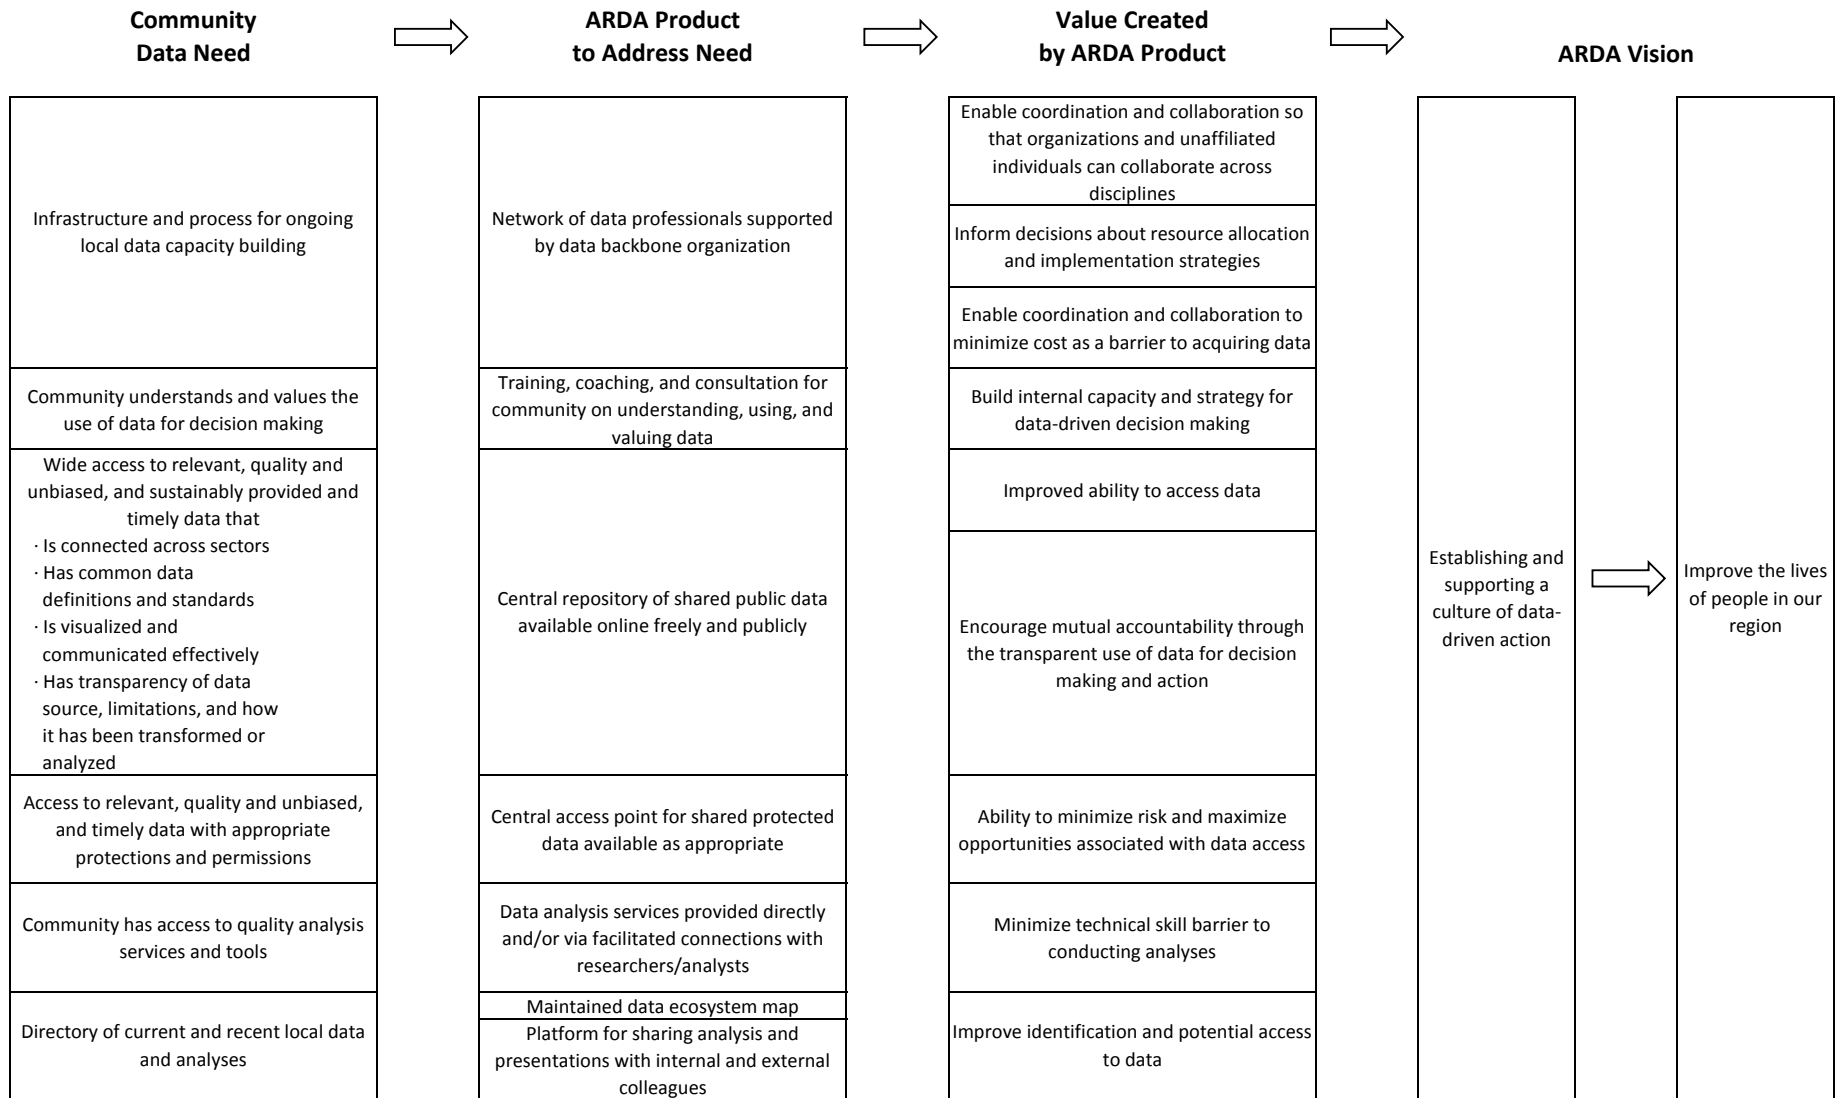 Community
Data Need
ARDA Product
to Address Need
Value Created
by ARDA Product
ARDA Vision
Infrastructure and process for ongoing
local data capacity building
Community understands and values the
use of data for decision making
Wide access to relevant, quality and
unbiased, and sustainably provided and
timely data that
· Is connected across sectors
· Has common data
definitions and standards
· Is visualized and
communicated effectively
· Has transparency of data
source, limitations, and how
it has been transformed or
analyzed
Access to relevant, quality and unbiased,
and timely data with appropriate
protections and permissions
Community has access to quality analysis
services and tools
Directory of current and recent local data
and analyses
Network of data professionals supported
by data backbone organization
Training, coaching, and consultation for
community on understanding, using, and
valuing data
Central repository of shared public data
available online freely and publicly
Central access point for shared protected
data available as appropriate
Data analysis services provided directly
and/or via facilitated connections with
researchers/analysts
Maintained data ecosystem map
Platform for sharing analysis and
presentations with internal and external
colleagues
Enable coordination and collaboration so
that organizations and unaffiliated
individuals can collaborate across
disciplines
Inform decisions about resource allocation
and implementation strategies
Enable coordination and collaboration to
minimize cost as a barrier to acquiring data
Build internal capacity and strategy for
data-driven decision making
Improved ability to access data
Encourage mutual accountability through
the transparent use of data for decision
making and action
Ability to minimize risk and maximize
opportunities associated with data access
Minimize technical skill barrier to
conducting analyses
Improve identification and potential access
to data
Establishing and
supporting a
culture of data-
driven action
Improve the lives
of people in our
region